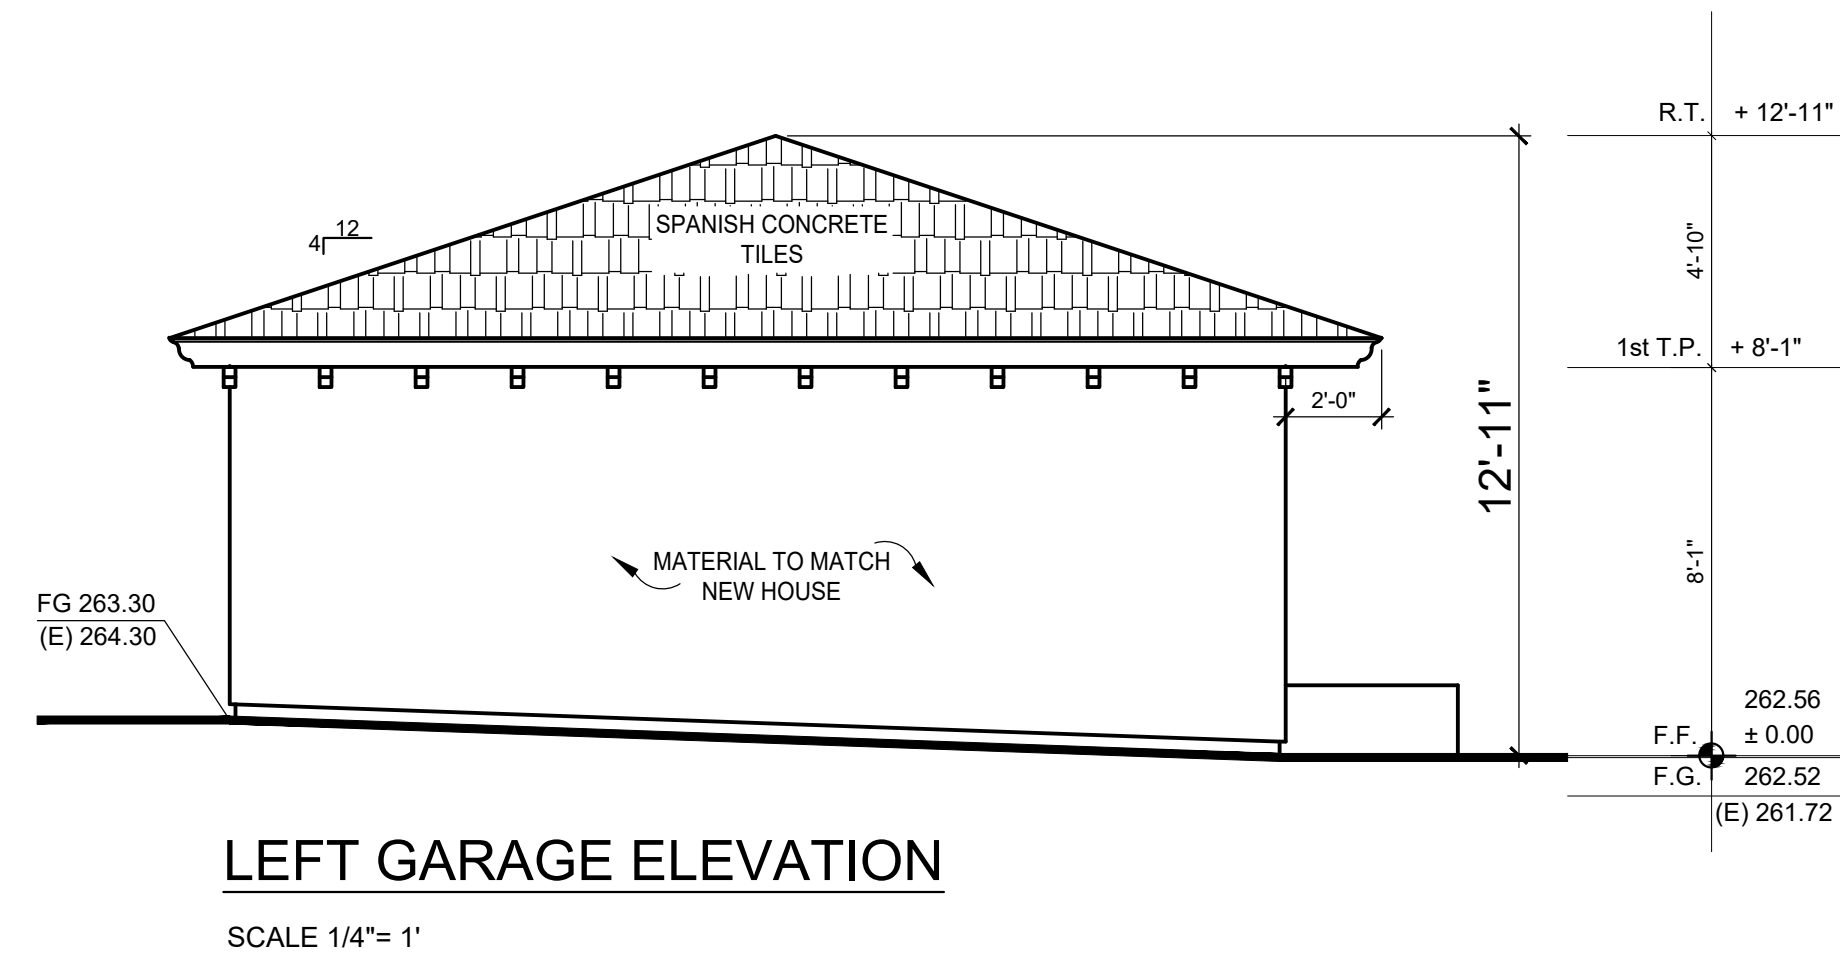 R.T. + 12'-11"
12
4
SPANISH CONCRETE
TILES
4'-10"
1st T.P. + 8'-1"
2'-0"
12'-11"
MATERIAL TO MATCH
NEW HOUSE
8'-1"
FG 263.30
(E) 264.30
262.56
F.F. ± 0.00
F.G. 262.52
(E) 261.72
LEFT GARAGE ELEVATION
SCALE 1/4"= 1'